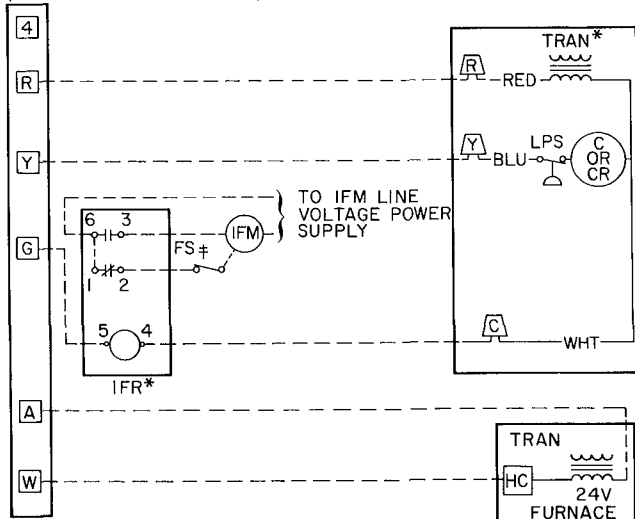 4
TRAN*
R R RED
Y Y BLU LPS C
OR
CR
TO IFM LINE
VOLTAGE POWER
SUPPLY
6 3
IFM
G
FS ‡
1 2
5 4
C WHT
IFR*
A
TRAN
W HC
24V
FURNACE